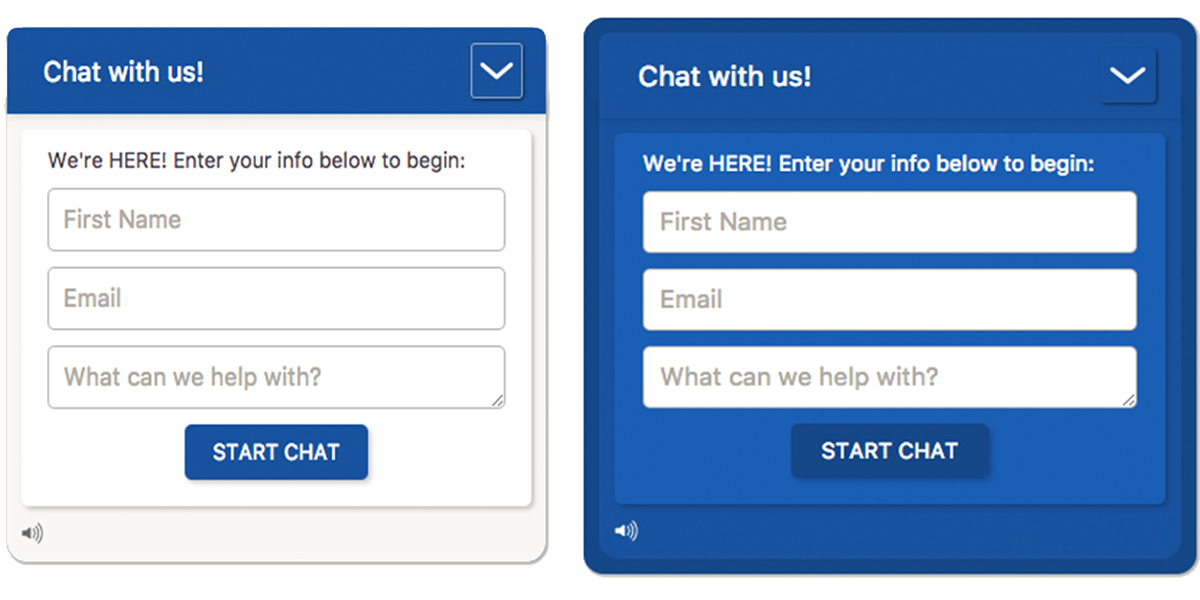 Chat with us!
We're HERE! Enter your info below to begin:
First Name
Email
What can we help with?
START CHAT
Chat with us!
We're HERE! Enter your info below to begin:
First Name
Email
What can we help with?
START CHAT